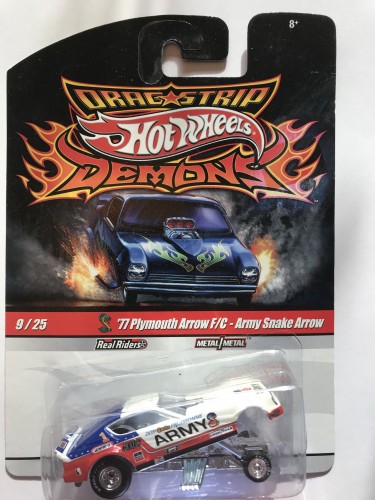 8+
DRAG★STRIP
Hot Wheels
DEMONS
9 / 25
'77 Plymouth Arrow F/C - Army Snake Arrow
Real Riders
METAL/METAL
ARMY